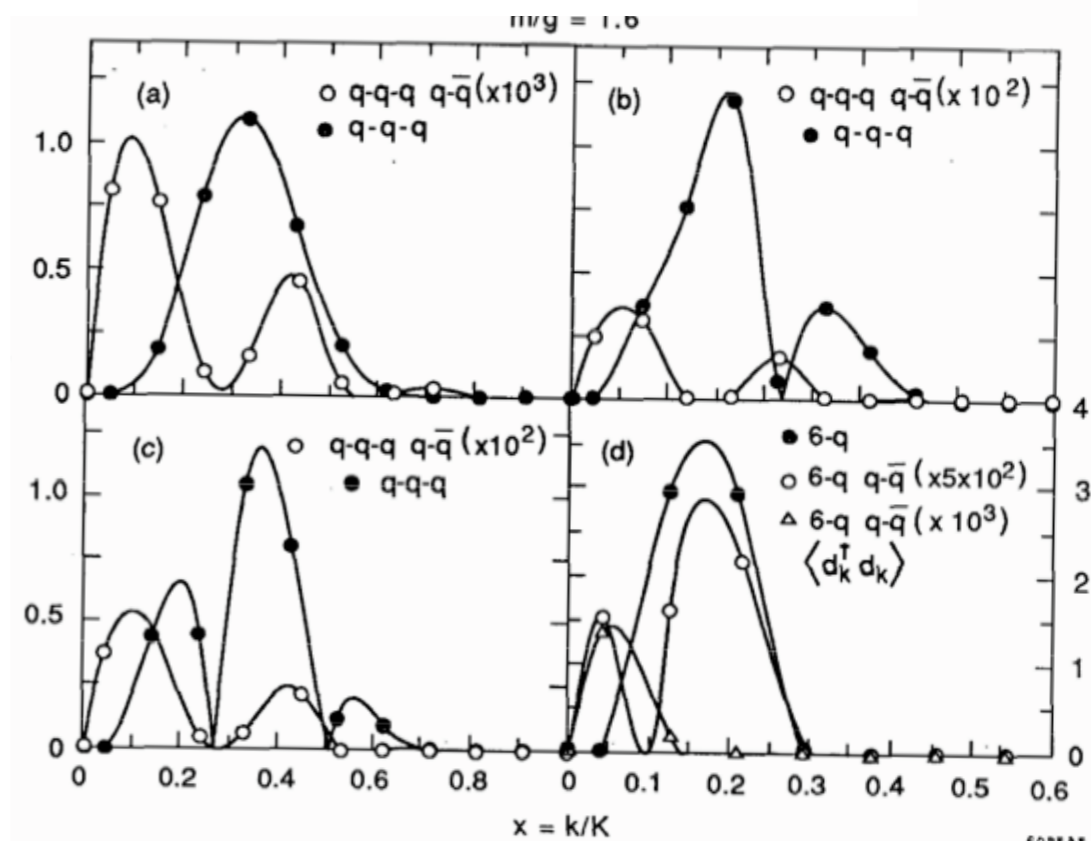 m/g = 1.6
(a)
q-q-q q-q̅ (x10³)
q-q-q
1.0
0.5
0
(b)
q-q-q q-q̅ (x 10²)
q-q-q
(c)
q-q-q q-q̅ (x10²)
q-q-q
1.0
0.5
0
(d)
6-q
6-q q-q̅ (x5x10²)
6-q q-q̅ (x 10³)
⟨d†k dk⟩
4
3
2
1
0
0 0.2 0.4 0.6 0.8
0 0.1 0.2 0.3 0.4 0.5 0.6
x = k/K